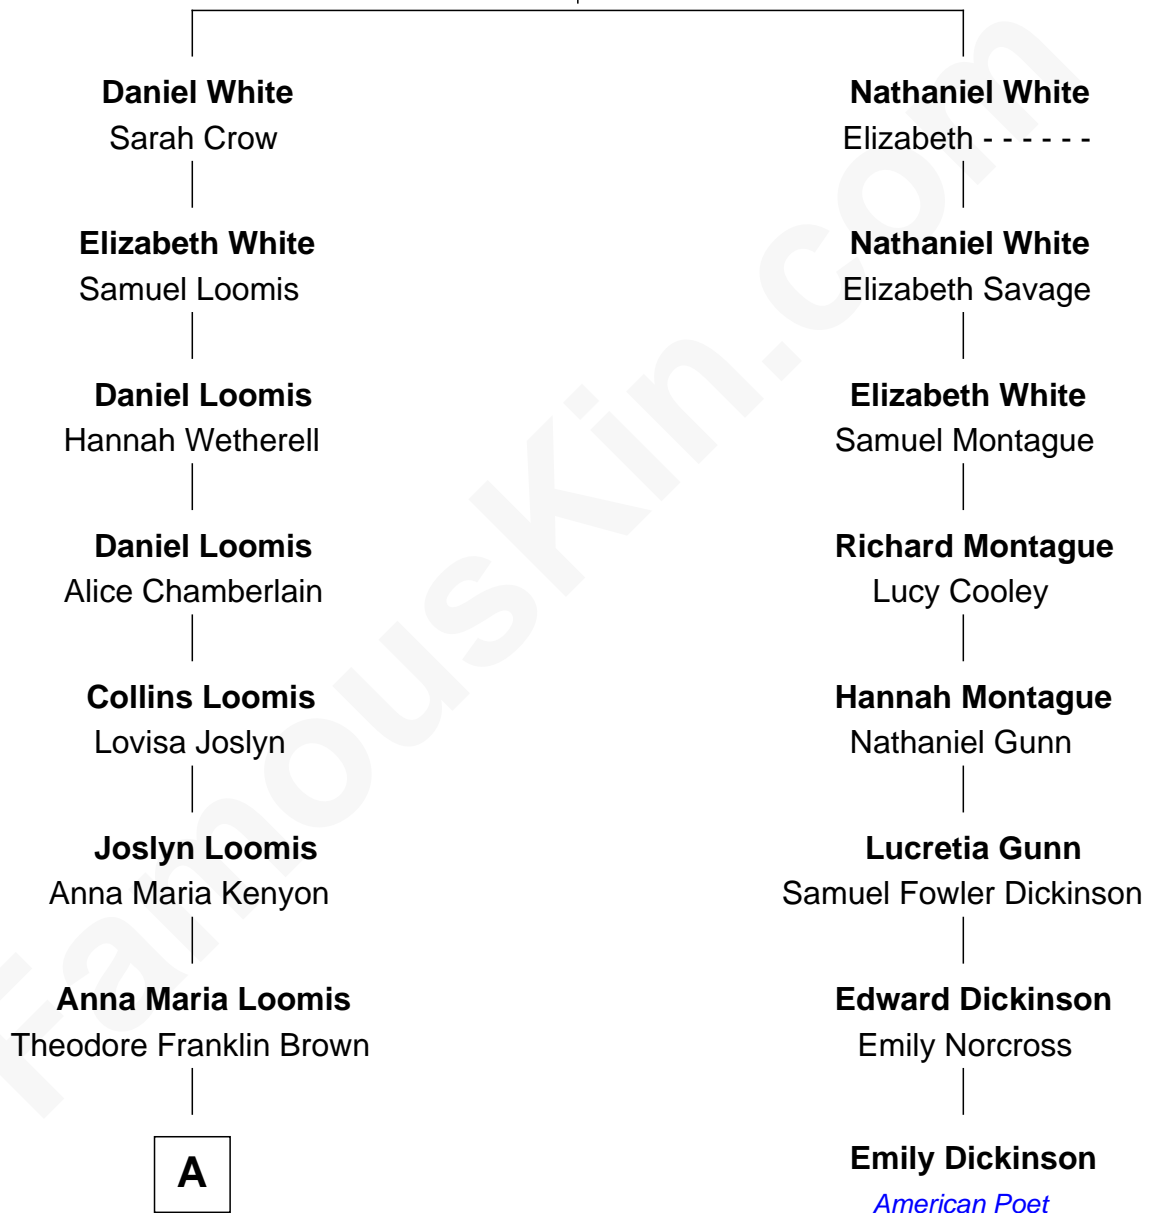 Daniel White
Sarah Crow
Elizabeth White
Samuel Loomis
Daniel Loomis
Hannah Wetherell
Daniel Loomis
Alice Chamberlain
Collins Loomis
Lovisa Joslyn
Joslyn Loomis
Anna Maria Kenyon
Anna Maria Loomis
Theodore Franklin Brown
A
Nathaniel White
Elizabeth - - - - - -
Nathaniel White
Elizabeth Savage
Elizabeth White
Samuel Montague
Richard Montague
Lucy Cooley
Hannah Montague
Nathaniel Gunn
Lucretia Gunn
Samuel Fowler Dickinson
Edward Dickinson
Emily Norcross
Emily Dickinson
American Poet
FamousKin.com